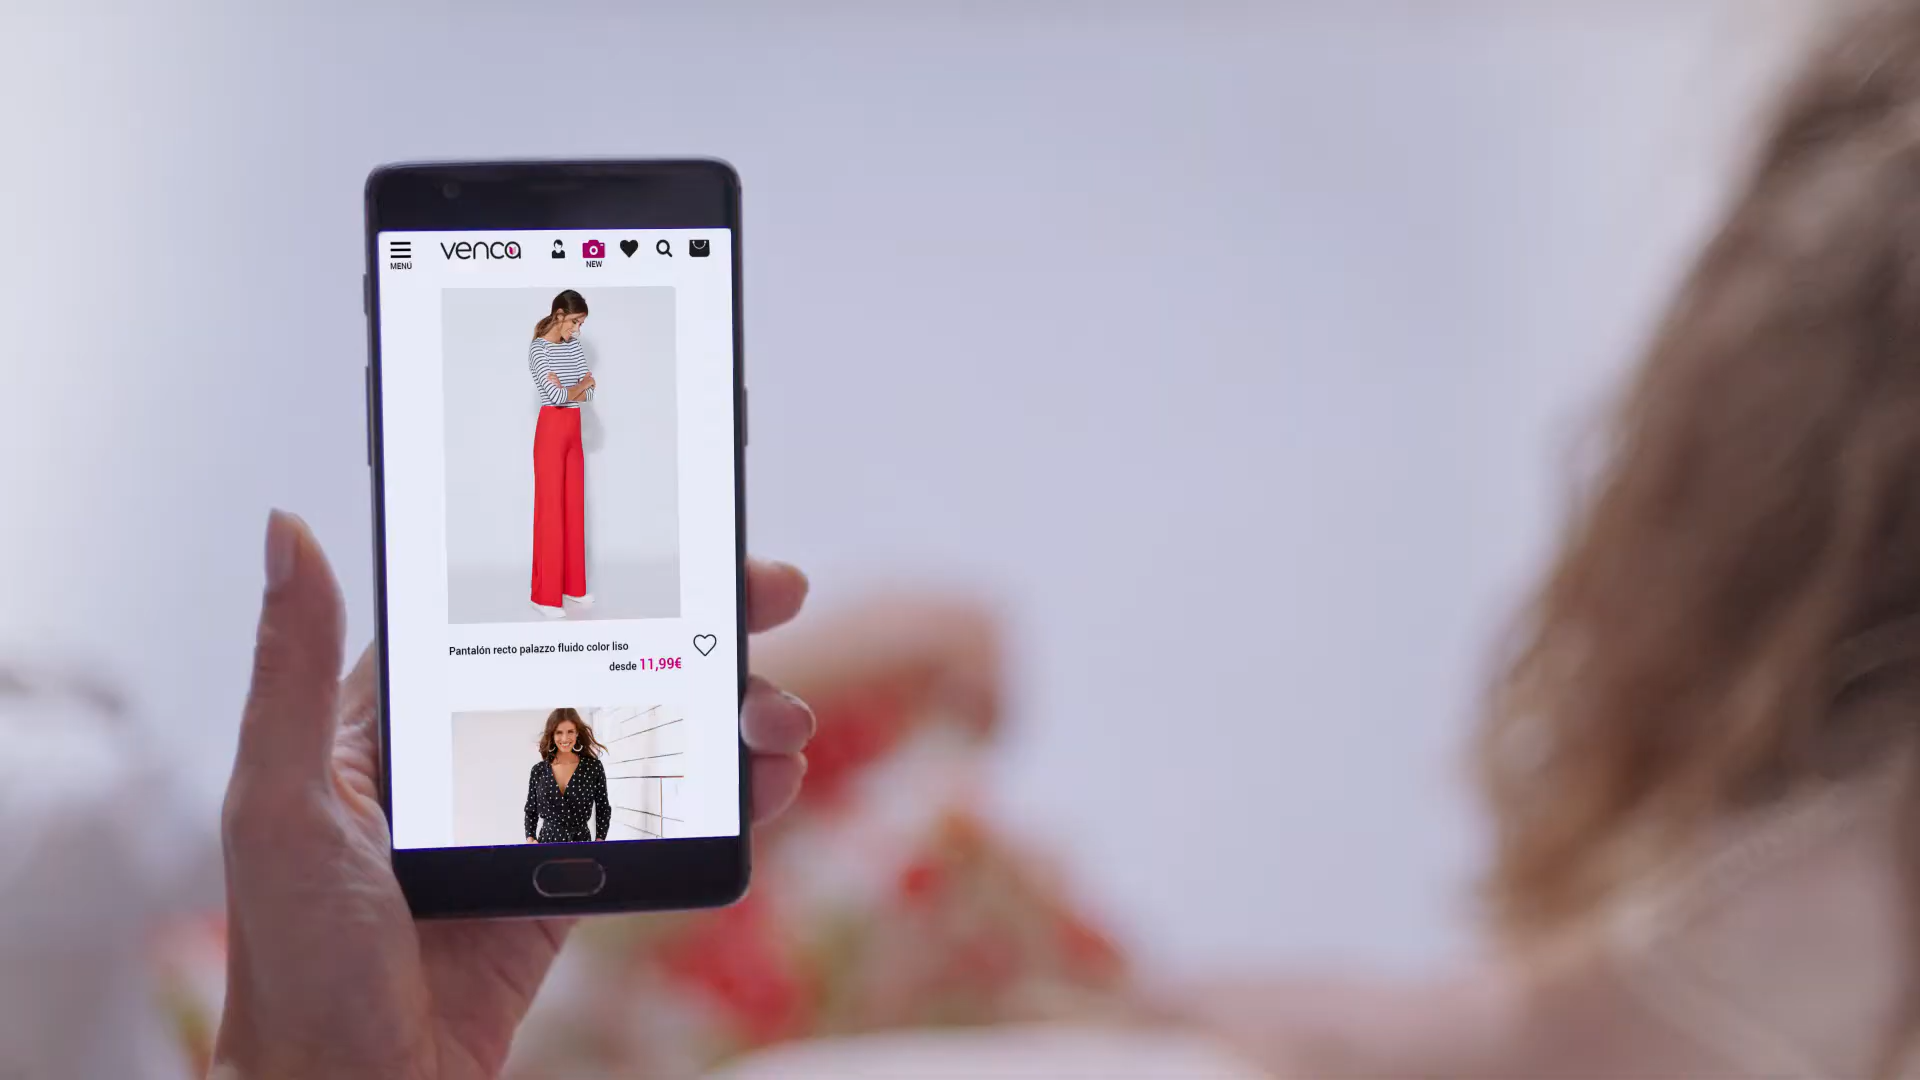 MENÚ
venca
NEW
Pantalón recto palazzo fluido color liso
desde 11,99€